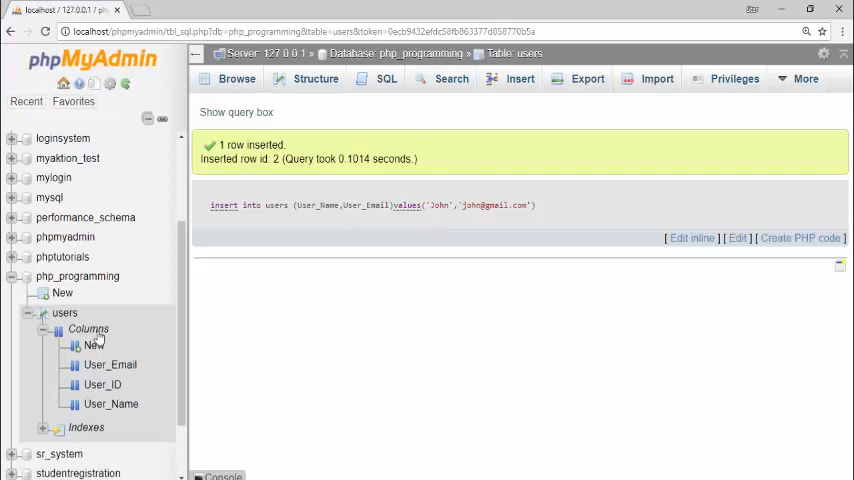 localhost / 127.0.0.1 / ph
localhost/phpmyadmin/tbl_sql.php?db=php_programming&table=users&token=0ecb9432efdc58fb863377d858770b5a
phpMyAdmin
Recent Favorites
loginsystem
myaktion_test
mylogin
mysql
performance_schema
phpmyadmin
phptutorials
php_programming
New
users
Columns
New
User_Email
User_ID
User_Name
Indexes
sr_system
studentregistration
Server: 127.0.0.1 » Database: php_programming » Table: users
Browse Structure SQL Search Insert Export Import Privileges More
Show query box
1 row inserted.
Inserted row id: 2 (Query took 0.1014 seconds.)
insert into users (User_Name,User_Email)values('John','john@gmail.com')
[ Edit inline ] [ Edit ] [ Create PHP code ]
Console